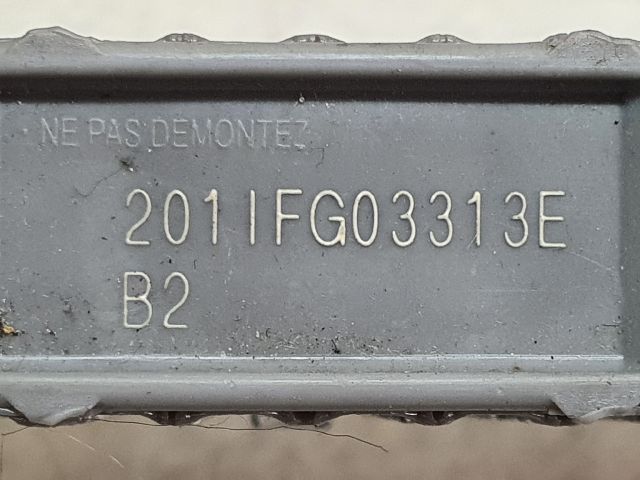 NE PAS DEMONTEZ
2011FG03313E
B2